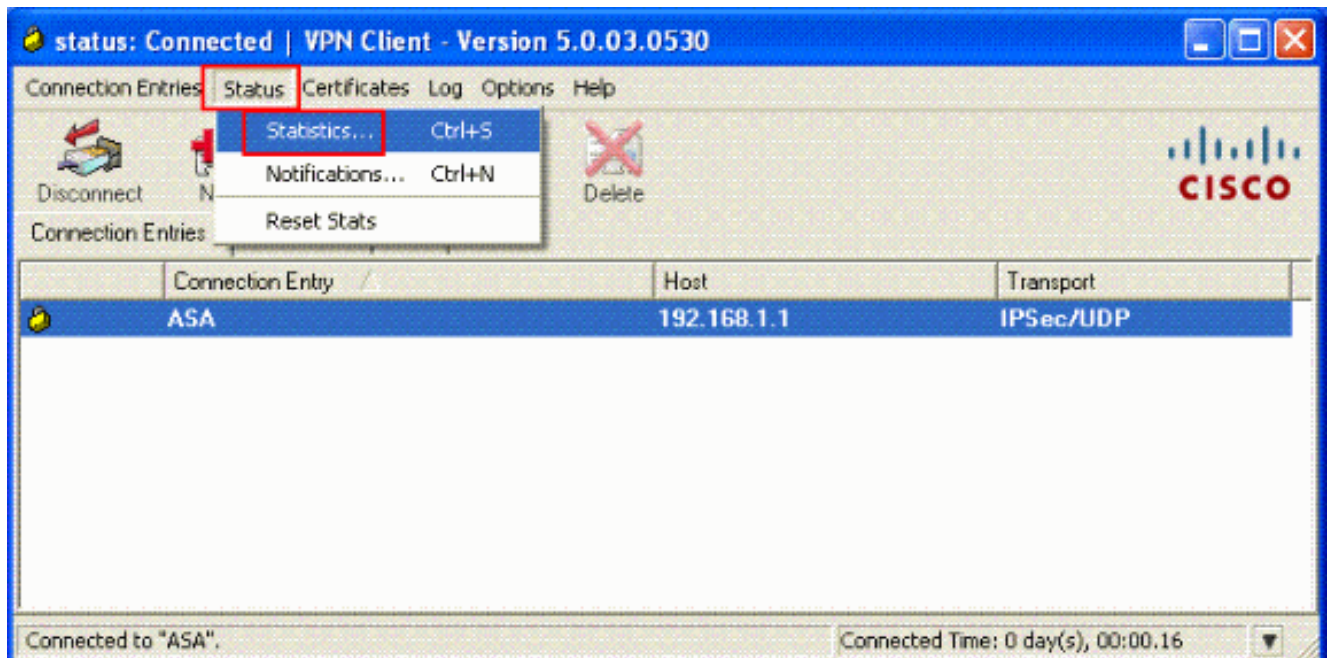 status: Connected | VPN Client - Version 5.0.03.0530
Connection Entries Status Certificates Log Options Help
Statistics... Ctrl+S
Notifications... Ctrl+N
Reset Stats
Disconnect
Delete
CISCO
Connection Entries
Connection Entry Host Transport
ASA 192.168.1.1 IPSec/UDP
Connected to "ASA". Connected Time: 0 day(s), 00:00.16